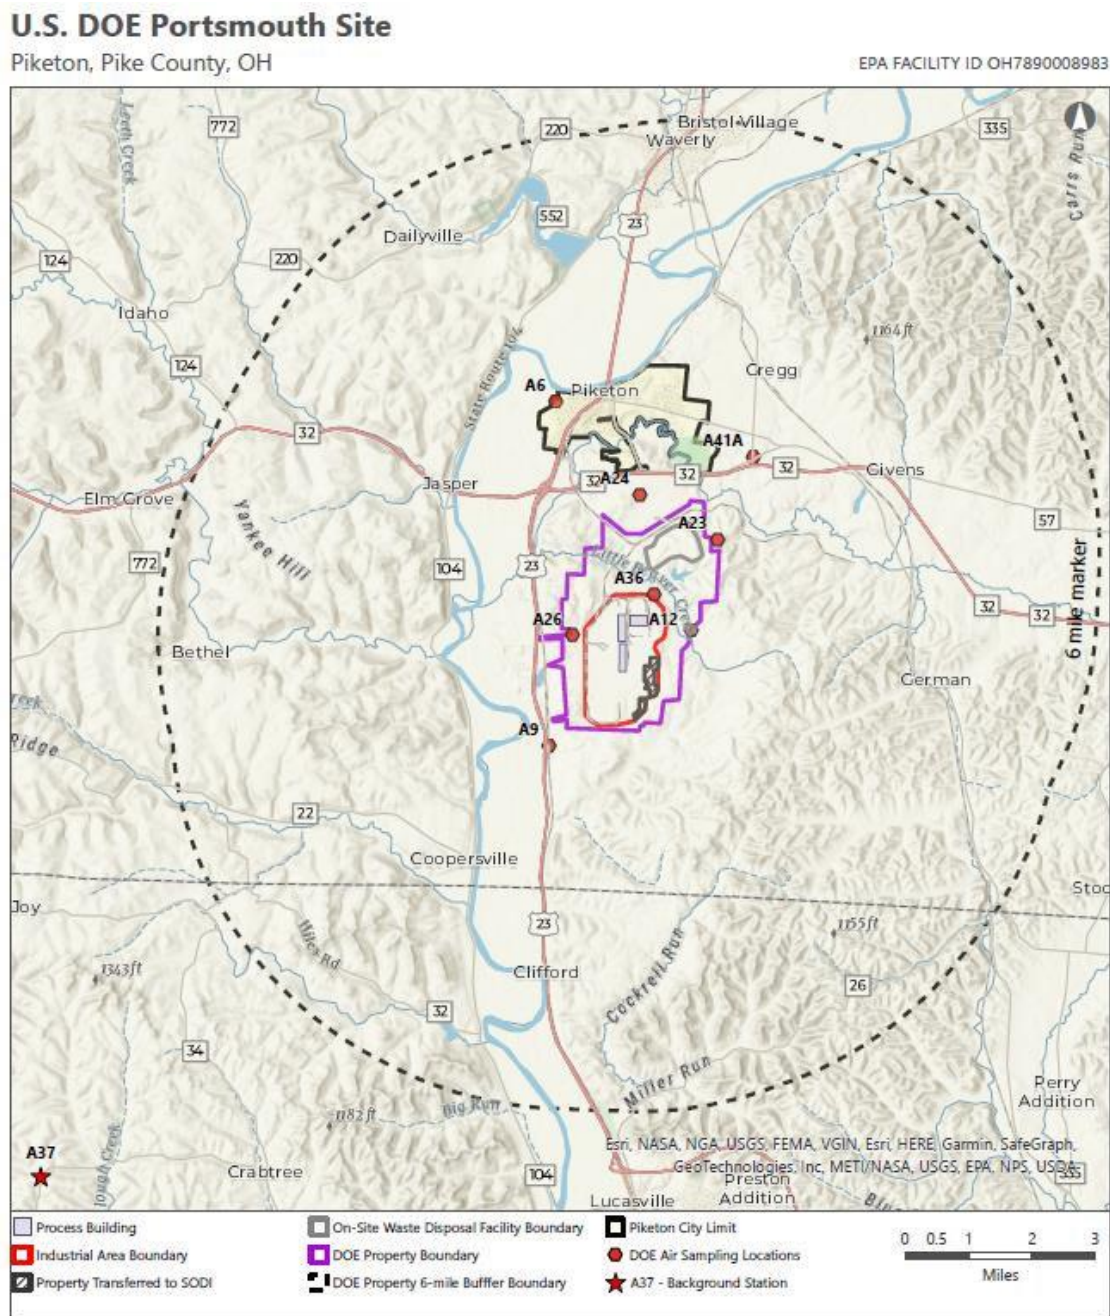 U.S. DOE Portsmouth Site
Piketon, Pike County, OH
EPA FACILITY ID OH7890008983
772
220
Bristol Village
Waverly
335
Carrs Run
552
23
Dailyville
124
220
Idaho
1164 ft
124
State Route 104
Cregg
A6
Piketon
32
A41A
Jasper
32
A24
32
32
Givens
Elm Grove
Yankee Hill
A23
57
772
104
23
Little Beaver Creek
A36
6 mile marker
32
32
A26
A12
Bethel
German
Ridge
A9
22
Coopersville
Joy
Stoc
23
1155 ft
Hiles Rd
1343 ft
Clifford
Cockrell Run
26
32
34
Miller Run
Perry
Addition
1182 ft
Big Run
Esri, NASA, NGA, USGS, FEMA, VGIN, Esri, HERE, Garmin, SafeGraph,
GeoTechnologies, Inc, METI/NASA, USGS, EPA, NPS, USDA
A37
Crabtree
104
Preston
Addition
335
Lucasville
Process Building
On-Site Waste Disposal Facility Boundary
Piketon City Limit
0 0.5 1 2 3
Industrial Area Boundary
DOE Property Boundary
DOE Air Sampling Locations
Miles
Property Transferred to SODI
DOE Property 6-mile Bufffer Boundary
A37 - Background Station